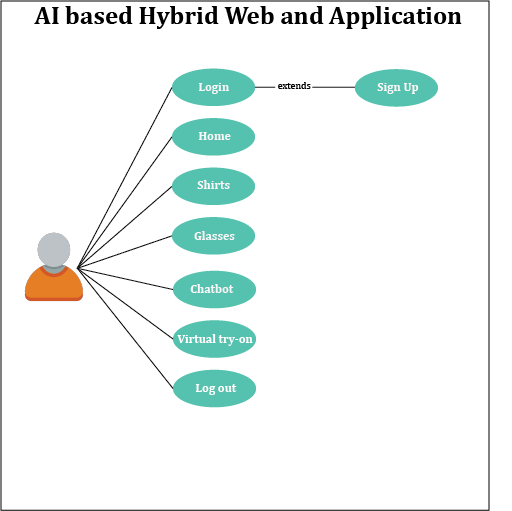 AI based Hybrid Web and Application
Login
extends
Sign Up
Home
Shirts
Glasses
Chatbot
Virtual try-on
Log out